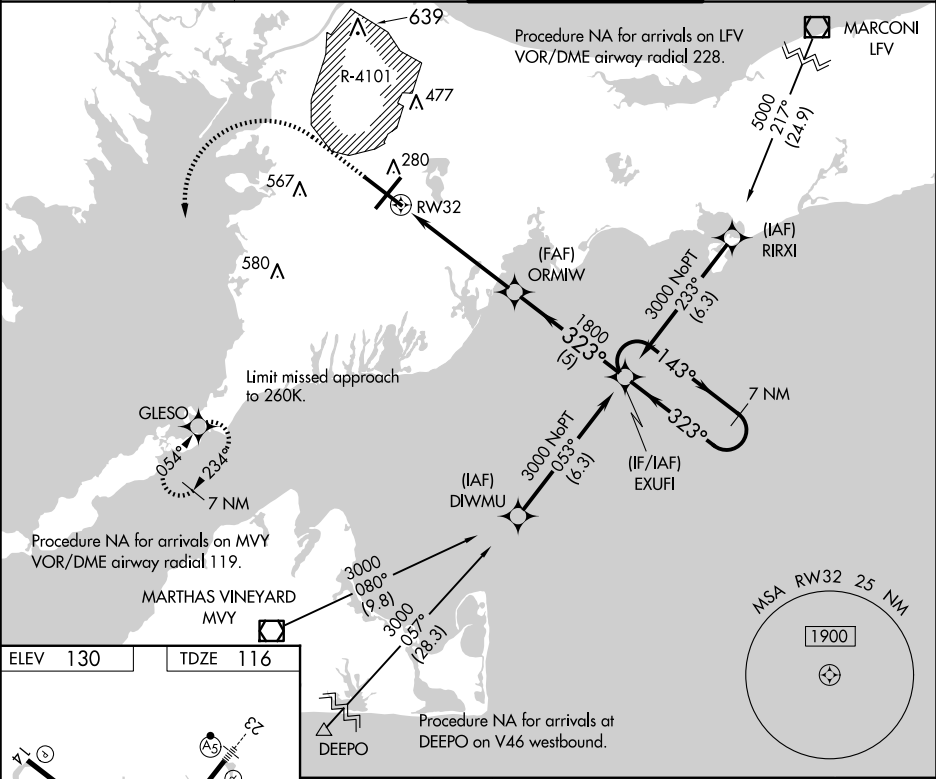 639
Procedure NA for arrivals on LFV
VOR/DME airway radial 228.
MARCONI
LFV
R-4101
477
5000
217°
(24.9)
280
567
RW32
(IAF)
RIRXI
580
(FAF)
ORMIW
3000 NoPT
233°
(6.3)
1800
323°
(5)
143°
Limit missed approach
to 260K.
7 NM
GLESO
323°
054°
234°
3000 NoPT
053°
(6.3)
(IF/IAF)
EXUFI
(IAF)
DIWMU
7 NM
Procedure NA for arrivals on MVY
VOR/DME airway radial 119.
3000
080°
(9.8)
MARTHAS VINEYARD
MVY
3000
057°
(28.3)
MSA RW32 25 NM
1900
ELEV 130
TDZE 116
DEEPO
Procedure NA for arrivals at
DEEPO on V46 westbound.
14
P
A5
23